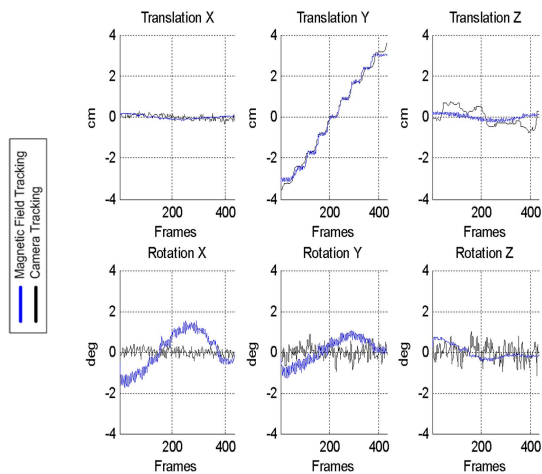 Translation X
Translation Y
Translation Z
4
2
0
-2
-4
cm
200
400
Frames
4
2
0
-2
-4
cm
200
400
Frames
4
2
0
-2
-4
cm
200
400
Frames
Magnetic Field Tracking
Camera Tracking
Rotation X
Rotation Y
Rotation Z
4
2
0
-2
-4
deg
200
400
Frames
4
2
0
-2
-4
deg
200
400
Frames
4
2
0
-2
-4
deg
200
400
Frames